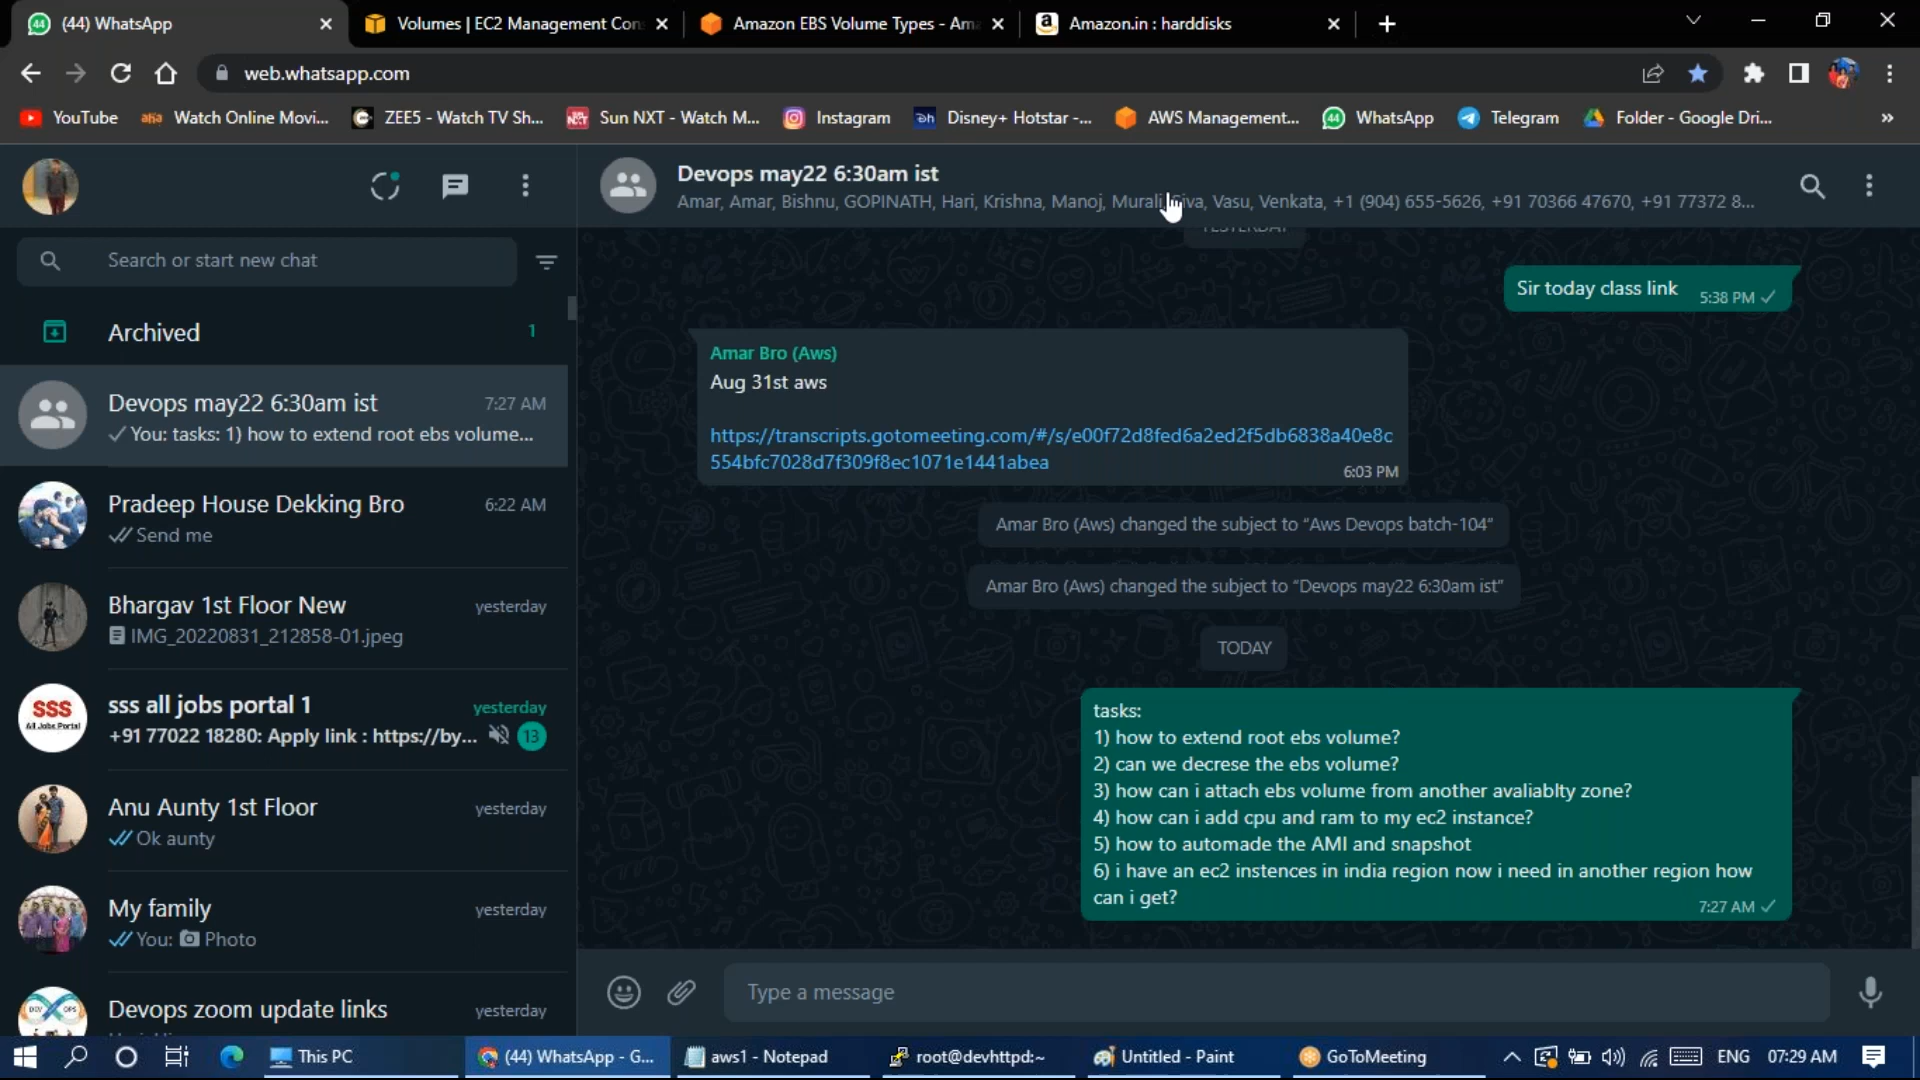 (44) WhatsApp
Volumes | EC2 Management Con
Amazon EBS Volume Types - Am
Amazon.in : harddisks
web.whatsapp.com
YouTube
Watch Online Movi...
ZEE5 - Watch TV Sh...
Sun NXT - Watch M...
Instagram
Disney+ Hotstar -...
AWS Management...
WhatsApp
Telegram
Folder - Google Dri...
Devops may22 6:30am ist
Amar, Amar, Bishnu, GOPINATH, Hari, Krishna, Manoj, Murali, Vasu, Venkata, +1 (904) 655-5626, +91 70366 47670, +91 77372 8...
Search or start new chat
Archived 1
Devops may22 6:30am ist 7:27 AM
You: tasks: 1) how to extend root ebs volume...
Pradeep House Dekking Bro 6:22 AM
Send me
Bhargav 1st Floor New yesterday
IMG_20220831_212858-01.jpeg
sss all jobs portal 1 yesterday
+91 77022 18280: Apply link : https://by... 13
SSS
All Jobs Portal
Anu Aunty 1st Floor yesterday
Ok aunty
My family yesterday
You: Photo
Devops zoom update links yesterday
YESTERDAY
Sir today class link 5:38 PM
Amar Bro (Aws)
Aug 31st aws
https://transcripts.gotomeeting.com/#/s/e00f72d8fed6a2ed2f5db6838a40e8c
554bfc7028d7f309f8ec1071e1441abea
6:03 PM
Amar Bro (Aws) changed the subject to "Aws Devops batch-104"
Amar Bro (Aws) changed the subject to "Devops may22 6:30am ist"
TODAY
tasks:
1) how to extend root ebs volume?
2) can we decrese the ebs volume?
3) how can i attach ebs volume from another avaliablty zone?
4) how can i add cpu and ram to my ec2 instance?
5) how to automade the AMI and snapshot
6) i have an ec2 instences in india region now i need in another region how
can i get?
7:27 AM
Type a message
This PC
(44) WhatsApp - G...
aws1 - Notepad
root@devhttpd:~
Untitled - Paint
GoToMeeting
ENG
07:29 AM